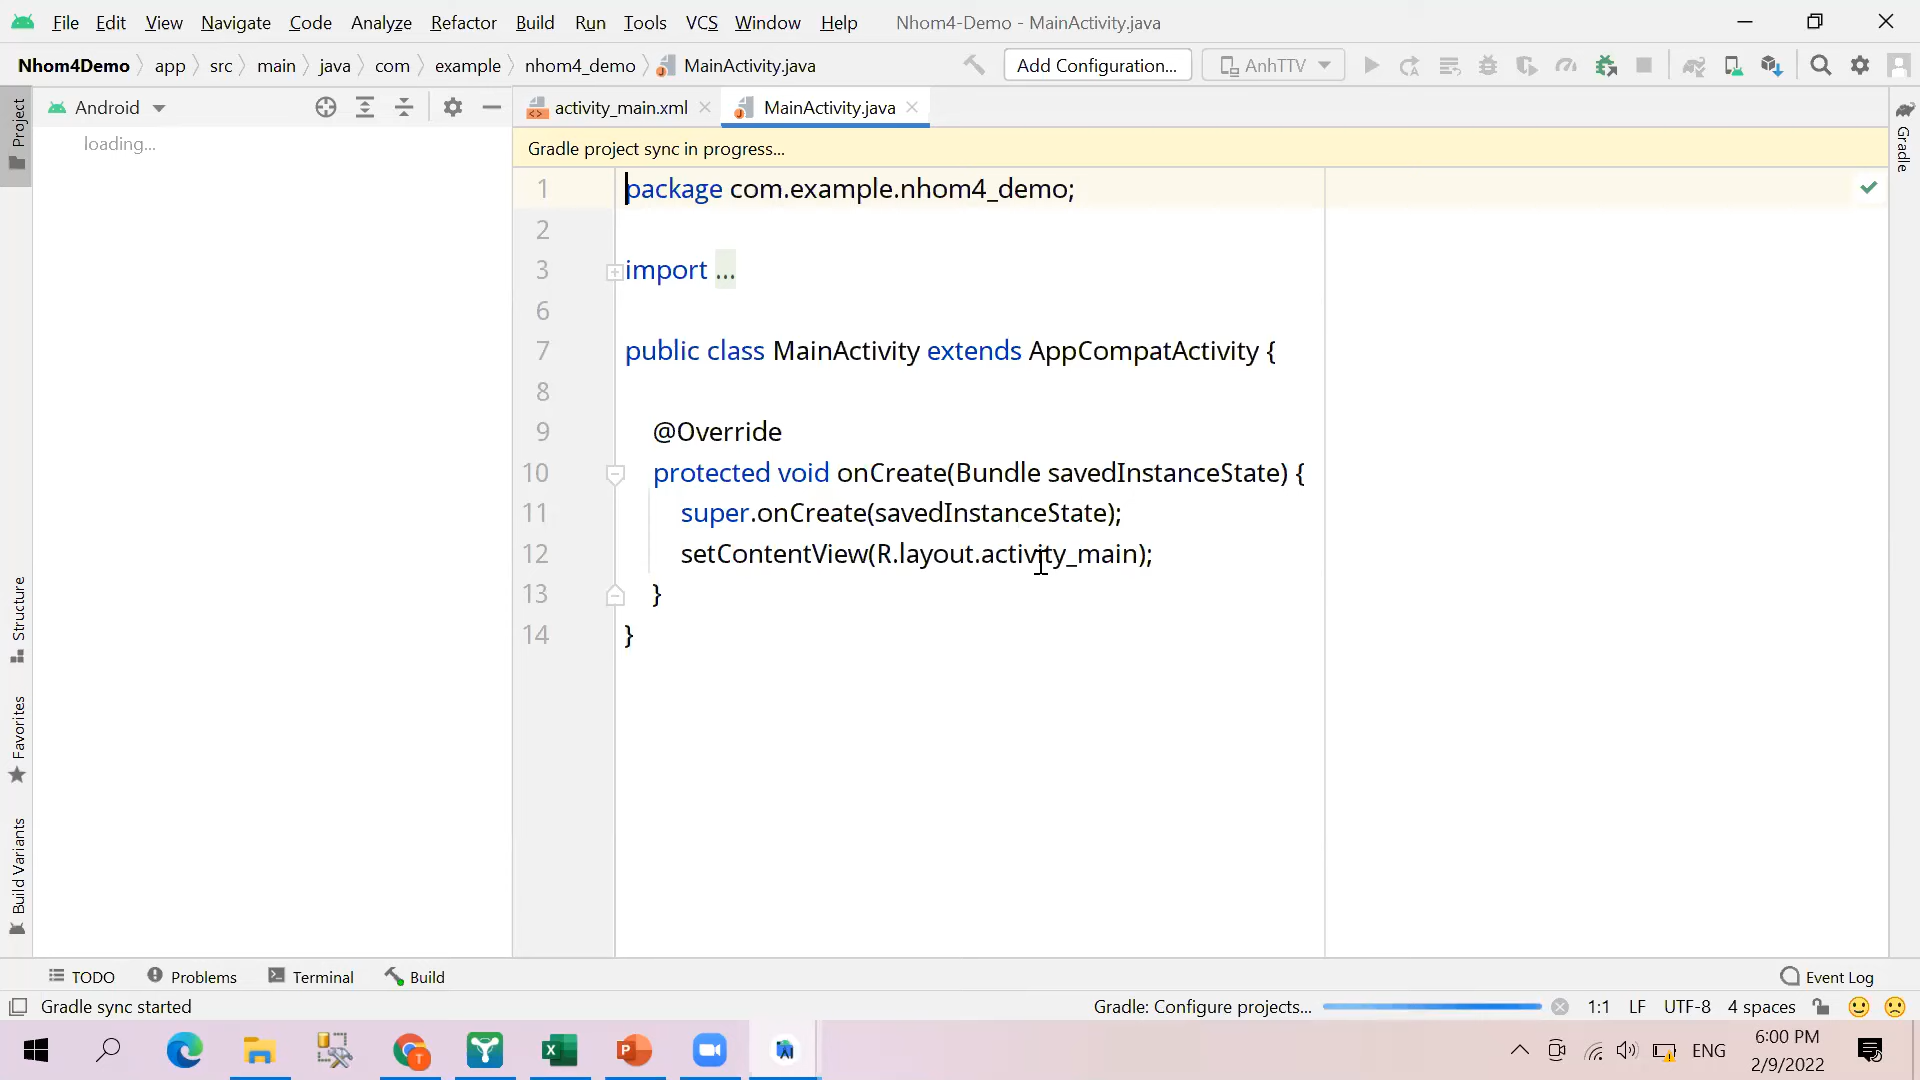 File Edit View Navigate Code Analyze Refactor Build Run Tools VCS Window Help Nhom4-Demo - MainActivity.java
Nhom4Demo app src main java com example nhom4_demo MainActivity.java Add Configuration... AnhTTV
Project Android activity_main.xml MainActivity.java Gradle
loading...
Gradle project sync in progress...
1 package com.example.nhom4_demo;
2
3 import ...
6
7 public class MainActivity extends AppCompatActivity {
8
9 @Override
10 protected void onCreate(Bundle savedInstanceState) {
11 super.onCreate(savedInstanceState);
12 setContentView(R.layout.activity_main);
13 }
14 }
Structure
Favorites
Build Variants
TODO Problems Terminal Build Event Log
Gradle sync started Gradle: Configure projects... 1:1 LF UTF-8 4 spaces
ENG 6:00 PM
2/9/2022